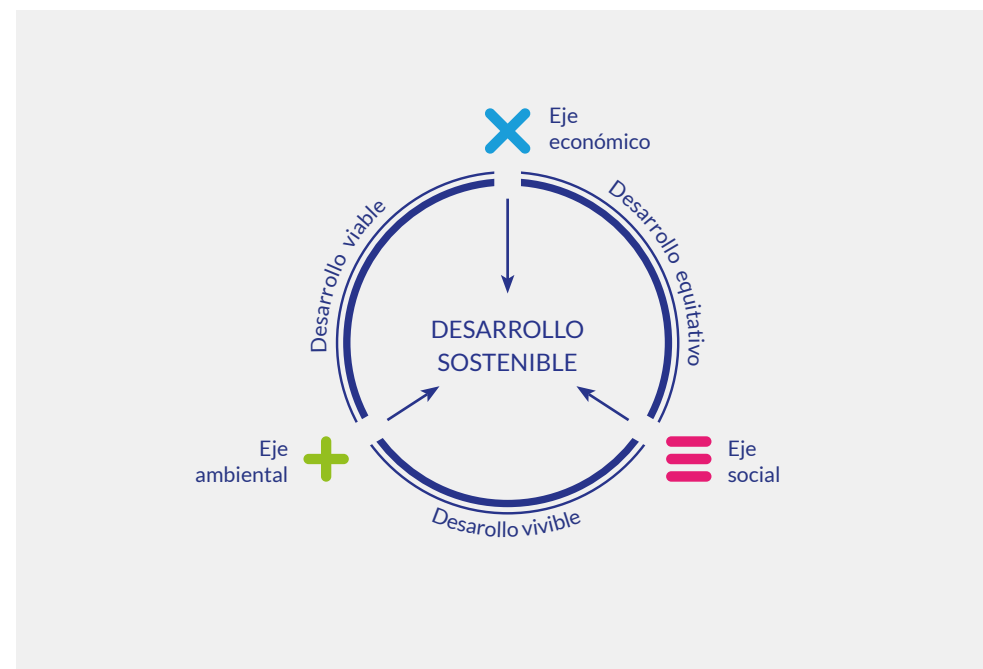 Eje
económico
Desarrollo viable
Desarrollo equitativo
DESARROLLO
SOSTENIBLE
Eje
ambiental
Eje
social
Desarollo vivible